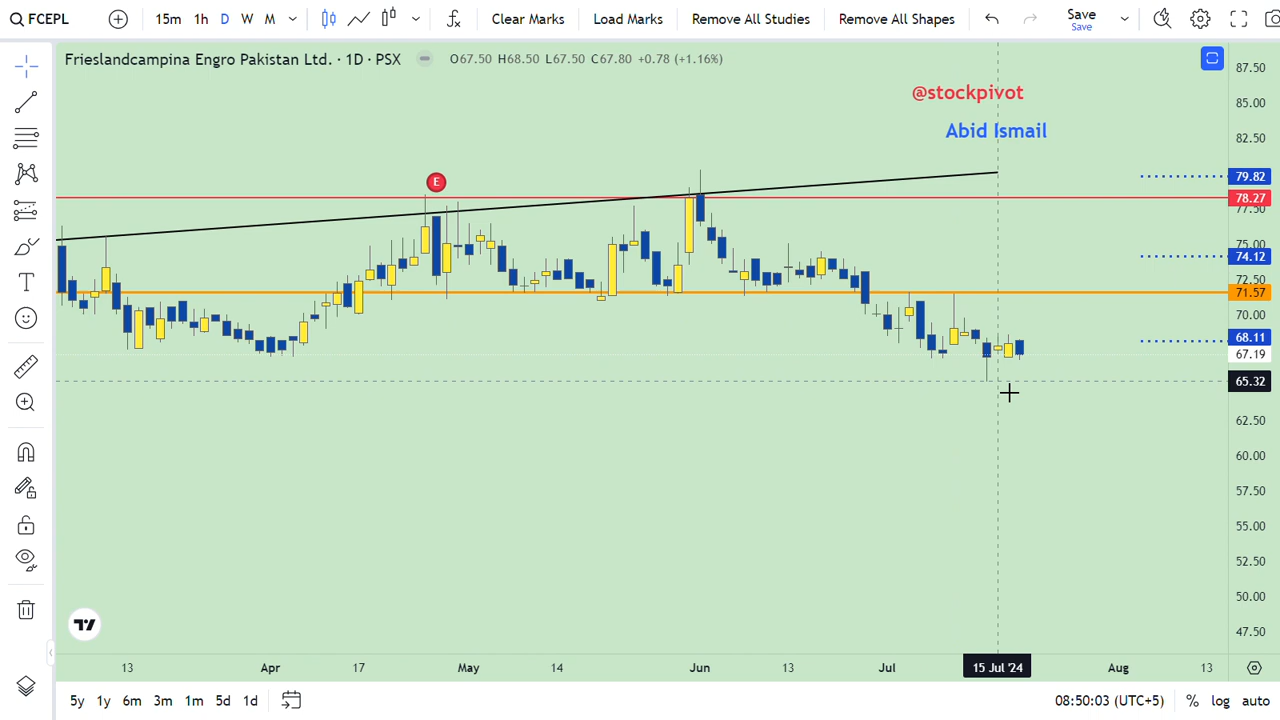 FCEPL 15m 1h D W M Clear Marks Load Marks Remove All Studies Remove All Shapes Save
Save
Frieslandcampina Engro Pakistan Ltd. · 1D · PSX O67.50 H68.50 L67.50 C67.80 +0.78 (+1.16%)
@stockpivot
Abid Ismail
E
87.50
85.00
82.50
79.82
78.27
77.50
75.00
74.12
72.50
71.57
70.00
68.11
67.19
65.32
62.50
60.00
57.50
55.00
52.50
50.00
47.50
13 Apr 17 May 14 Jun 13 Jul 15 Jul '24 Aug 13
5y 1y 6m 3m 1m 5d 1d 08:50:03 (UTC+5) % log auto